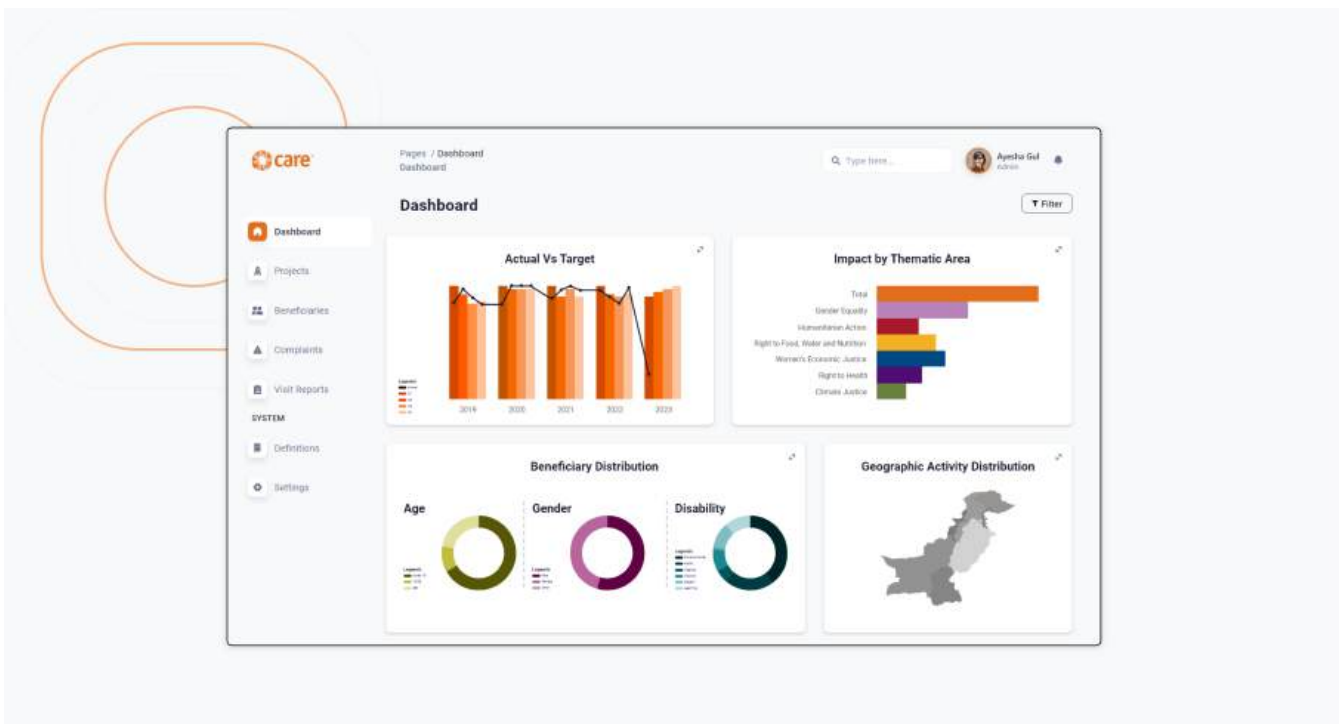 care
Pages / Dashboard
Dashboard
Type here...
Ayesha Gul
Admin
Dashboard
Filter
Dashboard
Projects
Beneficiaries
Complaints
Visit Reports
SYSTEM
Definitions
Settings
Actual Vs Target
Legends
2019 2020 2021 2022 2023
Impact by Thematic Area
Total
Gender Equality
Humanitarian Action
Right to Food, Water and Nutrition
Women's Economic Justice
Right to Health
Climate Justice
Beneficiary Distribution
Age
Legends
Gender
Legends
Disability
Legends
Geographic Activity Distribution